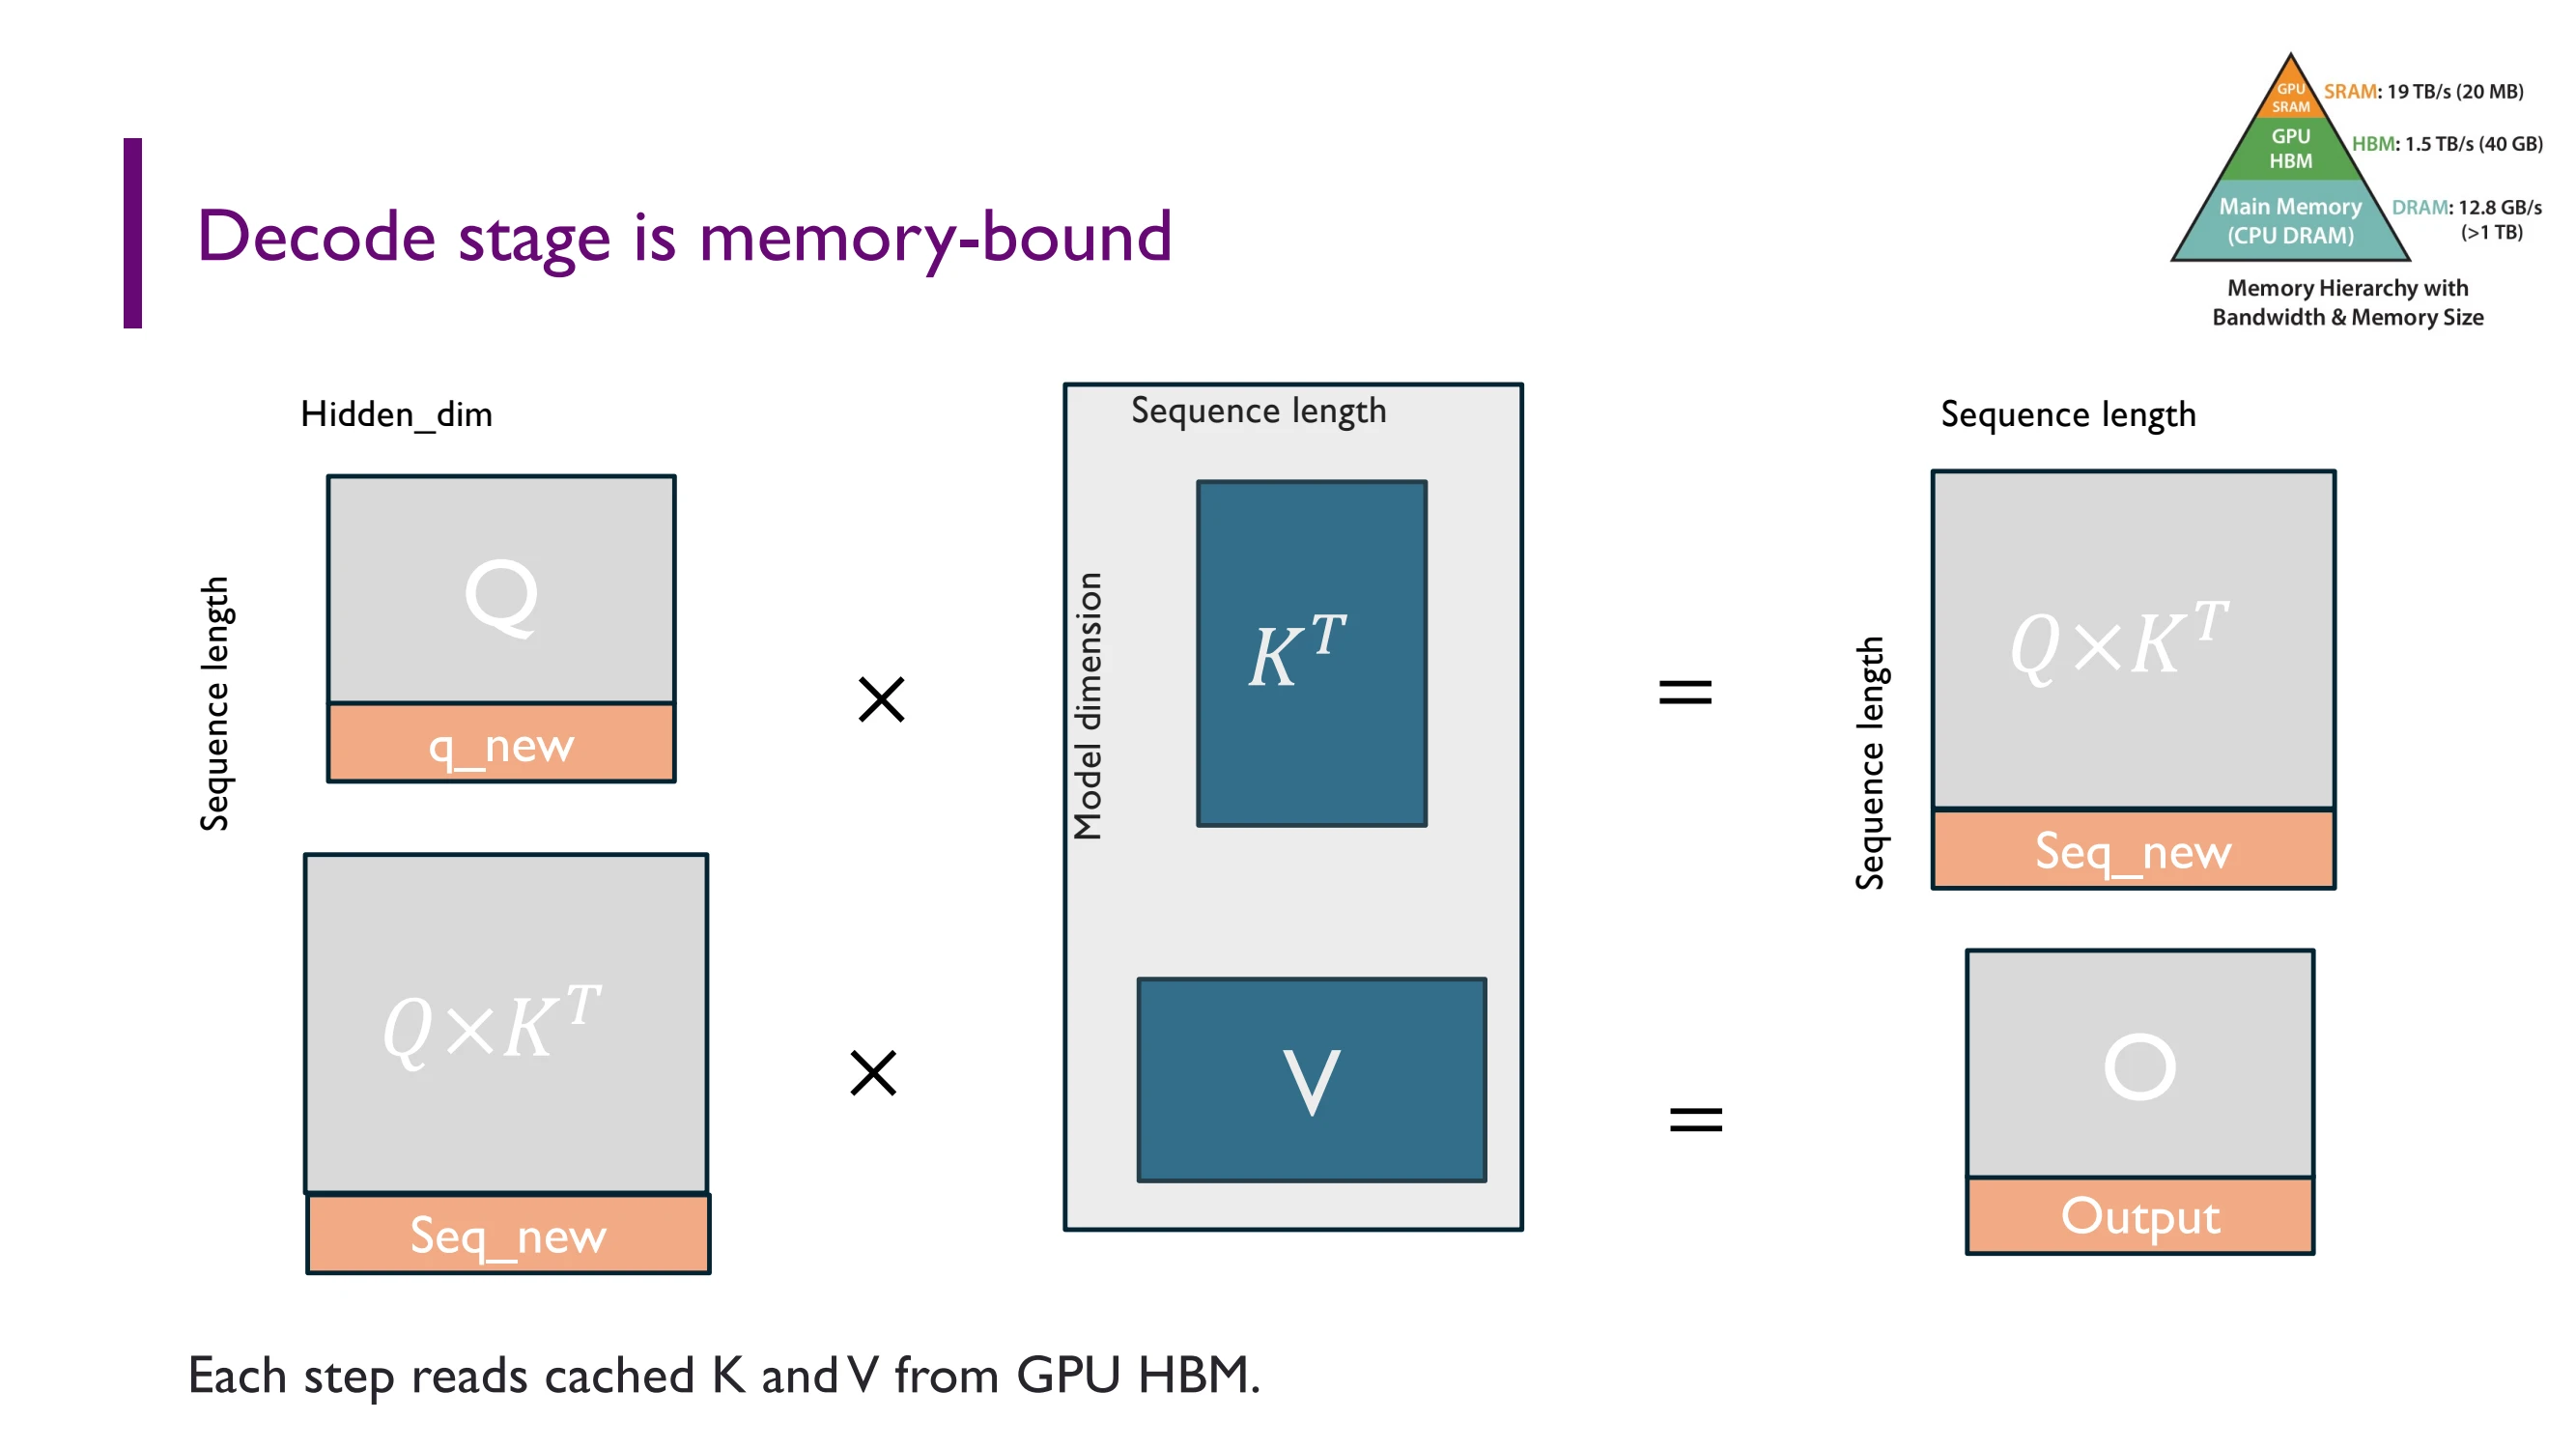 GPU
SRAM
SRAM: 19 TB/s (20 MB)
GPU
HBM
HBM: 1.5 TB/s (40 GB)
Main Memory
(CPU DRAM)
DRAM: 12.8 GB/s
(>1 TB)
Memory Hierarchy with
Bandwidth & Memory Size
Decode stage is memory-bound
Hidden_dim
Sequence length
Q
q_new
×
Sequence length
Model dimension
K^T
=
Sequence length
Sequence length
Q×K^T
Seq_new
Q×K^T
Seq_new
×
V
=
O
Output
Each step reads cached K and V from GPU HBM.